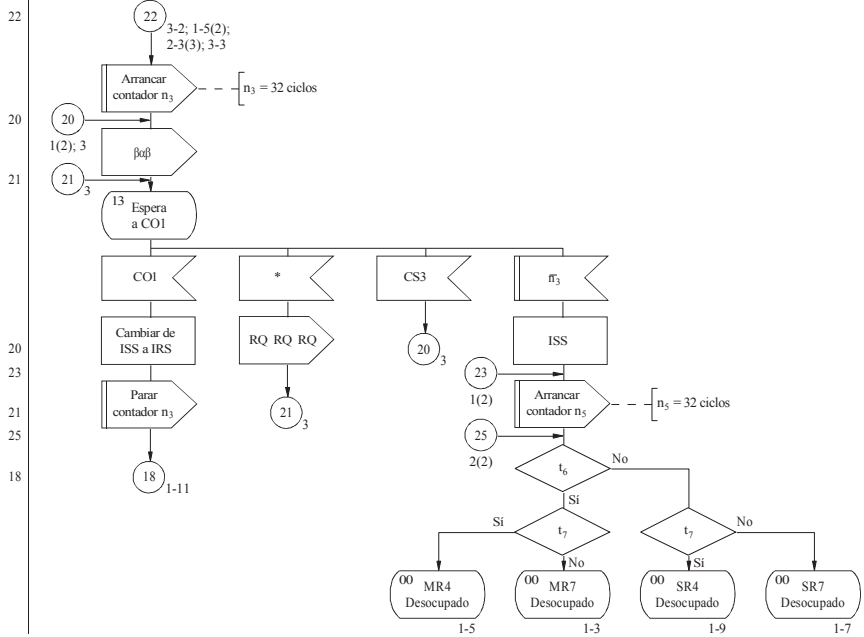 22
22
3-2; 1-5(2);
2-3(3); 3-3
Arrancar
contador n3
n3 = 32 ciclos
20
20
1(2); 3
βαβ
21
21
3
13 Espera
a CO1
CO1
*
CS3
n̅3
Cambiar de
ISS a IRS
RQ RQ RQ
20
3
ISS
20
23
23
1(2)
Parar
contador n3
21
3
Arrancar
contador n5
n5 = 32 ciclos
21
25
25
2(2)
18
18
1-11
t6
No
Sí
Sí
t7
No
t7
No
Sí
00 MR4
Desocupado
1-5
00 MR7
Desocupado
1-3
00 SR4
Desocupado
1-9
00 SR7
Desocupado
1-7